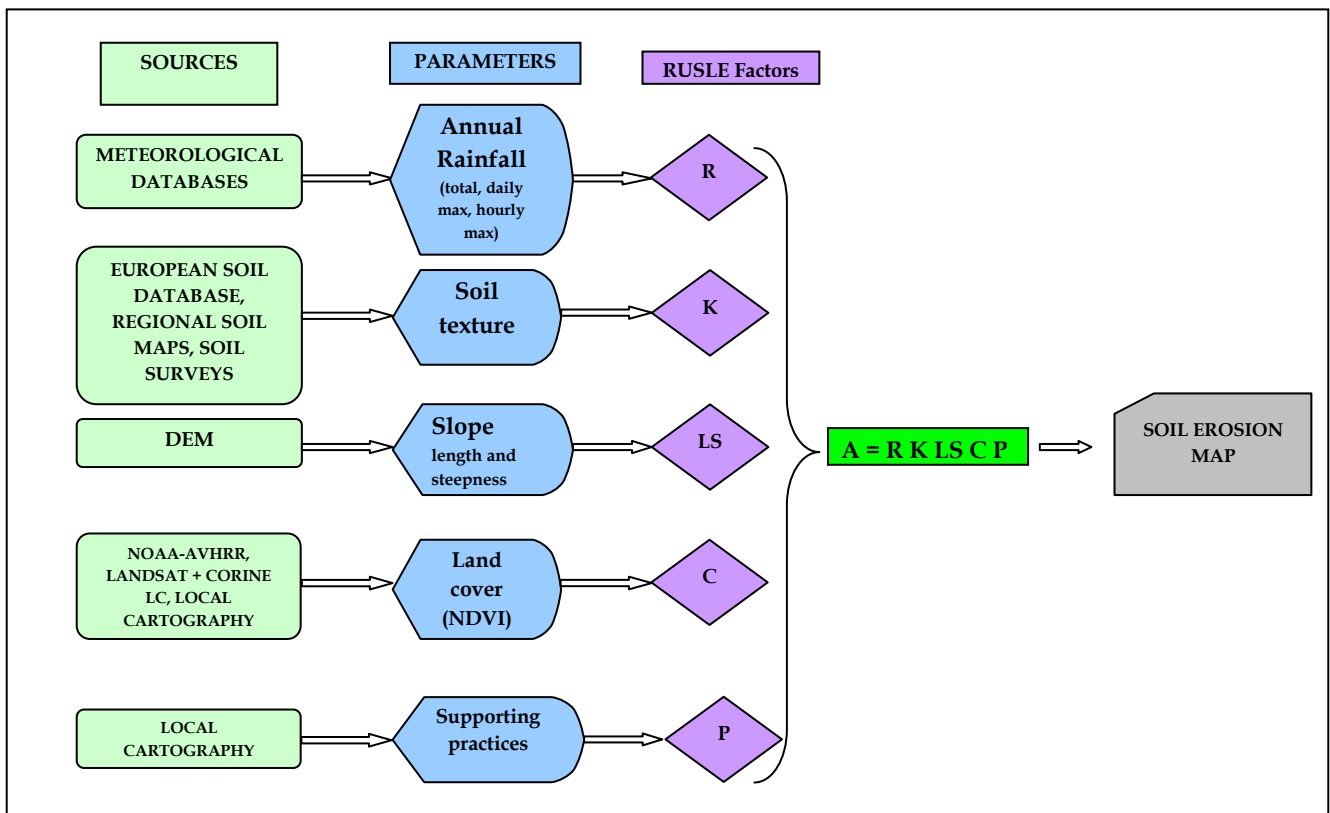 SOURCES
PARAMETERS
RUSLE Factors
METEOROLOGICAL
DATABASES
Annual
Rainfall
(total, daily
max, hourly
max)
R
EUROPEAN SOIL
DATABASE,
REGIONAL SOIL
MAPS, SOIL
SURVEYS
Soil
texture
K
DEM
Slope
length and
steepness
LS
NOAA-AVHRR,
LANDSAT + CORINE
LC, LOCAL
CARTOGRAPHY
Land
cover
(NDVI)
C
LOCAL
CARTOGRAPHY
Supporting
practices
P
A = R K LS C P
SOIL EROSION
MAP